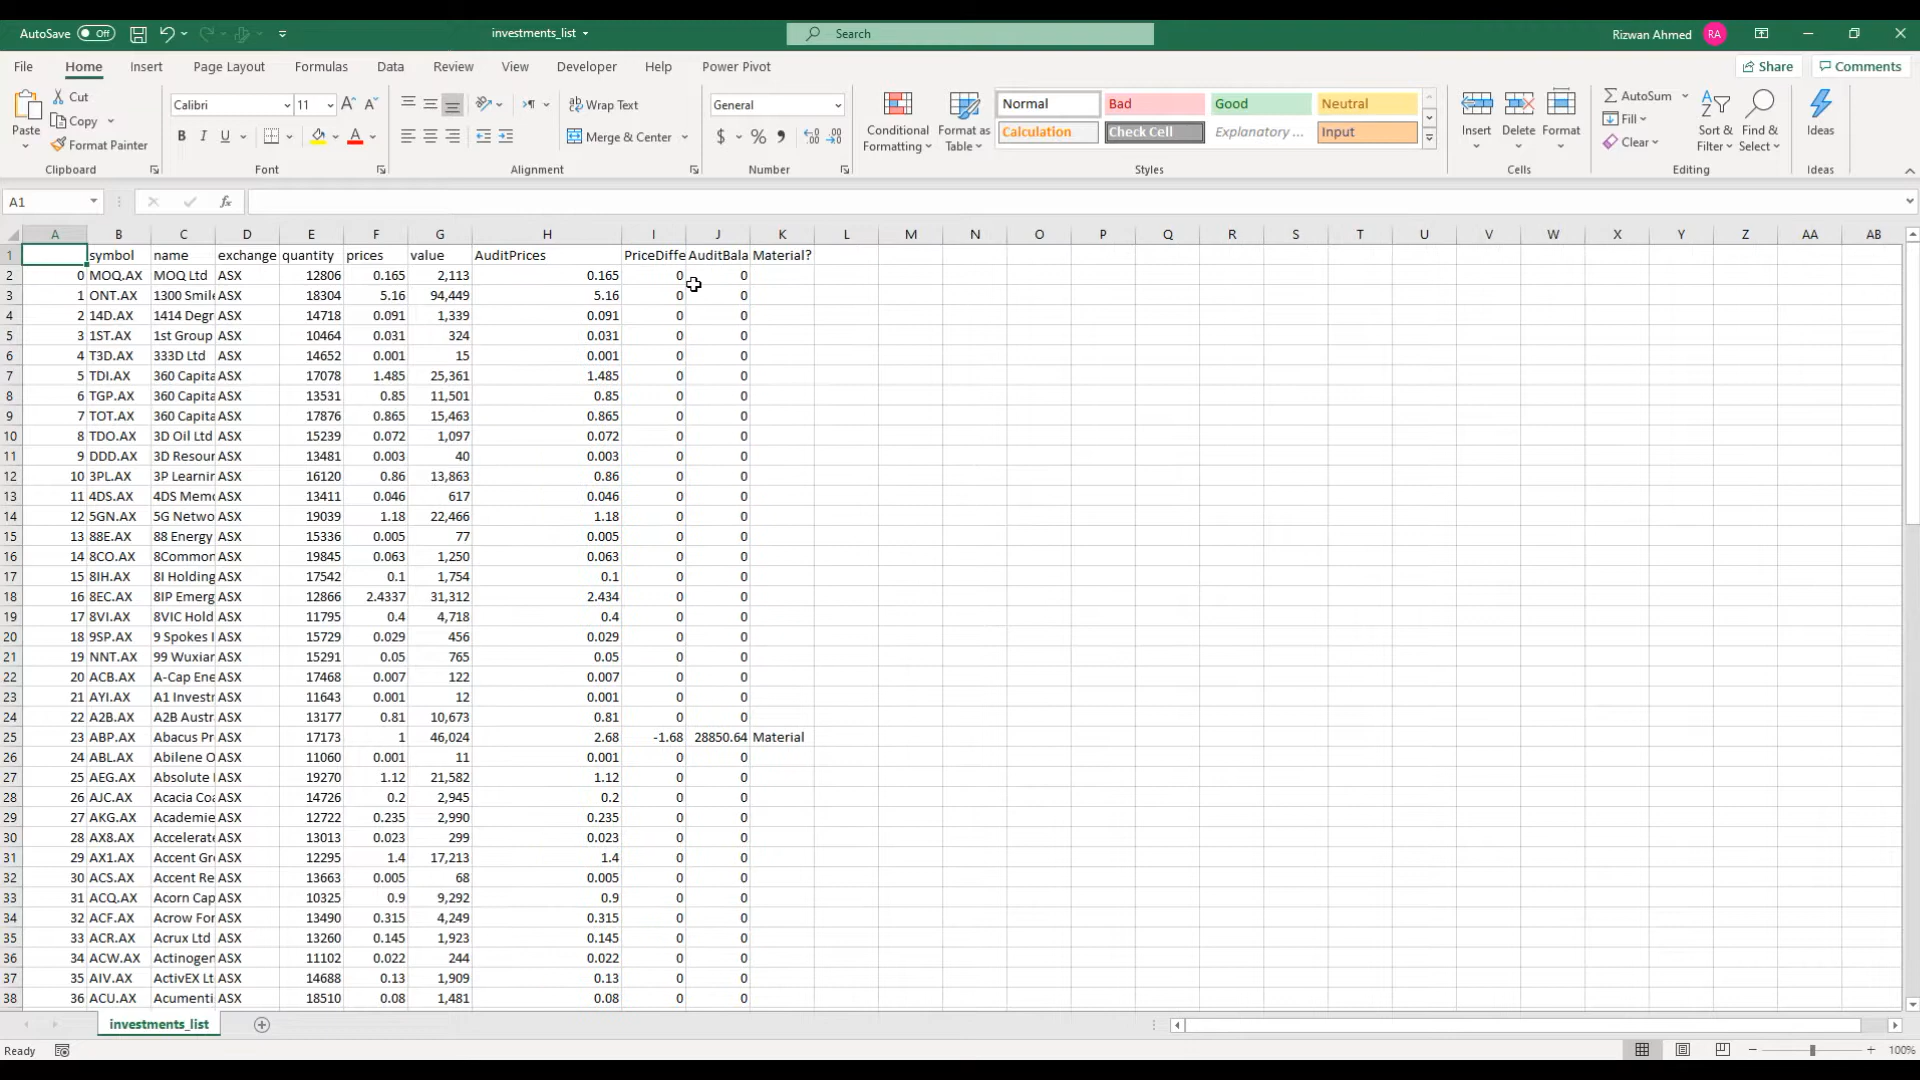 AutoSave Off investments_list Search Rizwan Ahmed RA
File Home Insert Page Layout Formulas Data Review View Developer Help Power Pivot Share Comments
Paste Cut Copy Format Painter
Calibri 11 B I U
Wrap Text Merge & Center
General $ %
Conditional Formatting Format as Table
Normal Bad Good Neutral
Calculation Check Cell Explanatory ... Input
Insert Delete Format
AutoSum Fill Clear Sort & Filter Find & Select Ideas
Clipboard Font Alignment Number Styles Cells Editing Ideas
A1 fx
A B C D E F G H I J K L M N O P Q R S T U V W X Y Z AA AB
1 symbol name exchange quantity prices value AuditPrices PriceDiffe AuditBala Material?
2 0 MOQ.AX MOQ Ltd ASX 12806 0.165 2,113 0.165 0 0
3 1 ONT.AX 1300 Smile ASX 18304 5.16 94,449 5.16 0 0
4 2 14D.AX 1414 Degr ASX 14718 0.091 1,339 0.091 0 0
5 3 1ST.AX 1st Group ASX 10464 0.031 324 0.031 0 0
6 4 T3D.AX 333D Ltd ASX 14652 0.001 15 0.001 0 0
7 5 TDI.AX 360 Capita ASX 17078 1.485 25,361 1.485 0 0
8 6 TGP.AX 360 Capita ASX 13531 0.85 11,501 0.85 0 0
9 7 TOT.AX 360 Capita ASX 17876 0.865 15,463 0.865 0 0
10 8 TDO.AX 3D Oil Ltd ASX 15239 0.072 1,097 0.072 0 0
11 9 DDD.AX 3D Resour ASX 13481 0.003 40 0.003 0 0
12 10 3PL.AX 3P Learnin ASX 16120 0.86 13,863 0.86 0 0
13 11 4DS.AX 4DS Memo ASX 13411 0.046 617 0.046 0 0
14 12 5GN.AX 5G Netwo ASX 19039 1.18 22,466 1.18 0 0
15 13 88E.AX 88 Energy ASX 15336 0.005 77 0.005 0 0
16 14 8CO.AX 8Common ASX 19845 0.063 1,250 0.063 0 0
17 15 8IH.AX 8I Holding ASX 17542 0.1 1,754 0.1 0 0
18 16 8EC.AX 8IP Emerg ASX 12866 2.4337 31,312 2.434 0 0
19 17 8VI.AX 8VIC Hold ASX 11795 0.4 4,718 0.4 0 0
20 18 9SP.AX 9 Spokes I ASX 15729 0.029 456 0.029 0 0
21 19 NNT.AX 99 Wuxian ASX 15291 0.05 765 0.05 0 0
22 20 ACB.AX A-Cap Ene ASX 17468 0.007 122 0.007 0 0
23 21 AYI.AX A1 Investr ASX 11643 0.001 12 0.001 0 0
24 22 A2B.AX A2B Austr ASX 13177 0.81 10,673 0.81 0 0
25 23 ABP.AX Abacus Pr ASX 17173 1 46,024 2.68 -1.68 28850.64 Material
26 24 ABL.AX Abilene O ASX 11060 0.001 11 0.001 0 0
27 25 AEG.AX Absolute ASX 19270 1.12 21,582 1.12 0 0
28 26 AJC.AX Acacia Coa ASX 14726 0.2 2,945 0.2 0 0
29 27 AKG.AX Academie ASX 12722 0.235 2,990 0.235 0 0
30 28 AX8.AX Accelerate ASX 13013 0.023 299 0.023 0 0
31 29 AX1.AX Accent Gr ASX 12295 1.4 17,213 1.4 0 0
32 30 ACS.AX Accent Re ASX 13663 0.005 68 0.005 0 0
33 31 ACQ.AX Acorn Cap ASX 10325 0.9 9,292 0.9 0 0
34 32 ACF.AX Acrow For ASX 13490 0.315 4,249 0.315 0 0
35 33 ACR.AX Acrux Ltd ASX 13260 0.145 1,923 0.145 0 0
36 34 ACW.AX Actinogen ASX 11102 0.022 244 0.022 0 0
37 35 AIV.AX ActivEX Lt ASX 14688 0.13 1,909 0.13 0 0
38 36 ACU.AX Acumenti ASX 18510 0.08 1,481 0.08 0 0
investments_list
Ready 100%